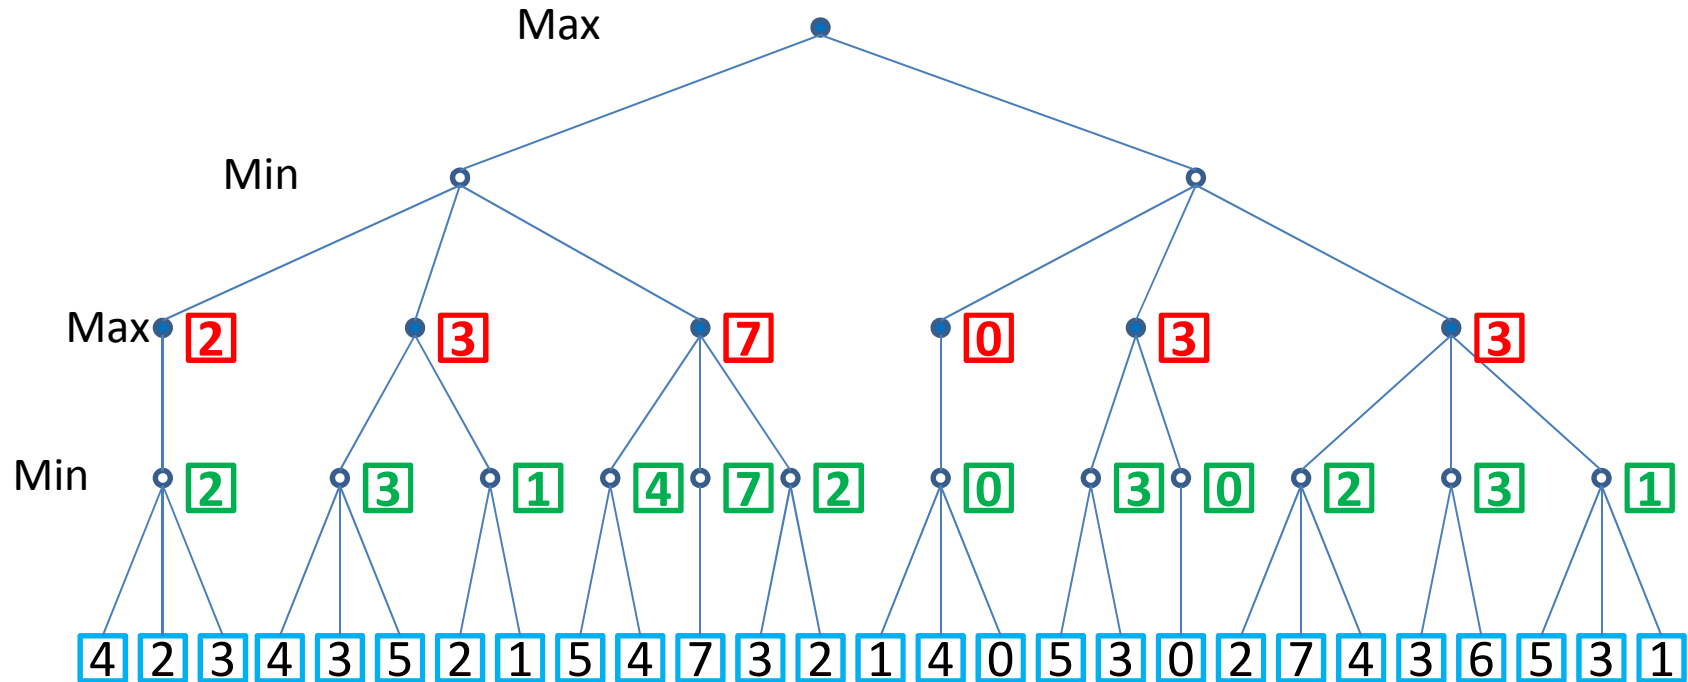 Max
Min
Max 2 3 7 0 3 3
Min 2 3 1 4 7 2 0 3 0 2 3 1
4 2 3 4 3 5 2 1 5 4 7 3 2 1 4 0 5 3 0 2 7 4 3 6 5 3 1